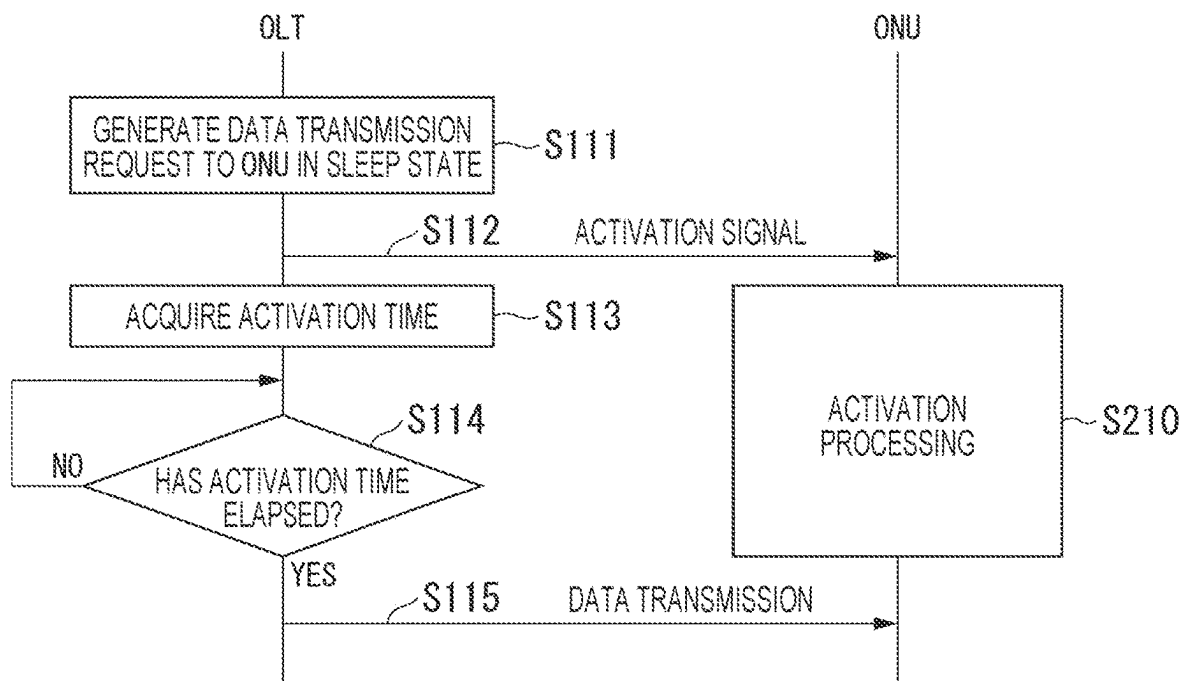 OLT
ONU
GENERATE DATA TRANSMISSION
REQUEST TO ONU IN SLEEP STATE
S111
S112
ACTIVATION SIGNAL
ACQUIRE ACTIVATION TIME
S113
S114
ACTIVATION
PROCESSING
S210
NO
HAS ACTIVATION TIME
ELAPSED?
YES
S115
DATA TRANSMISSION